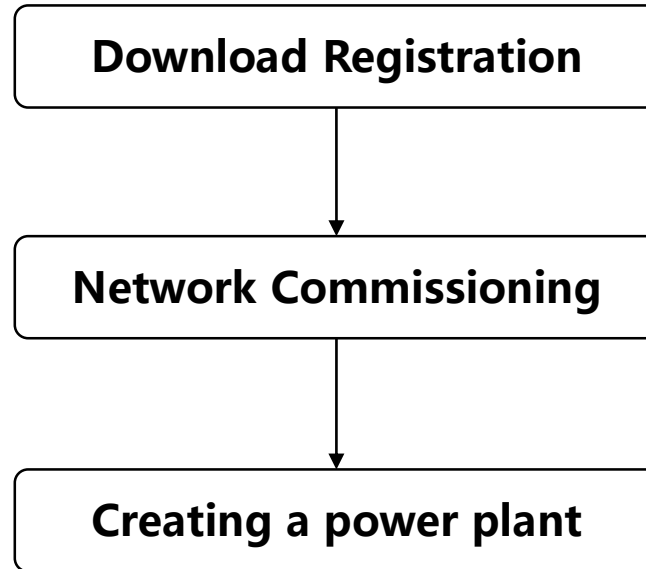 Download Registration
Network Commissioning
Creating a power plant